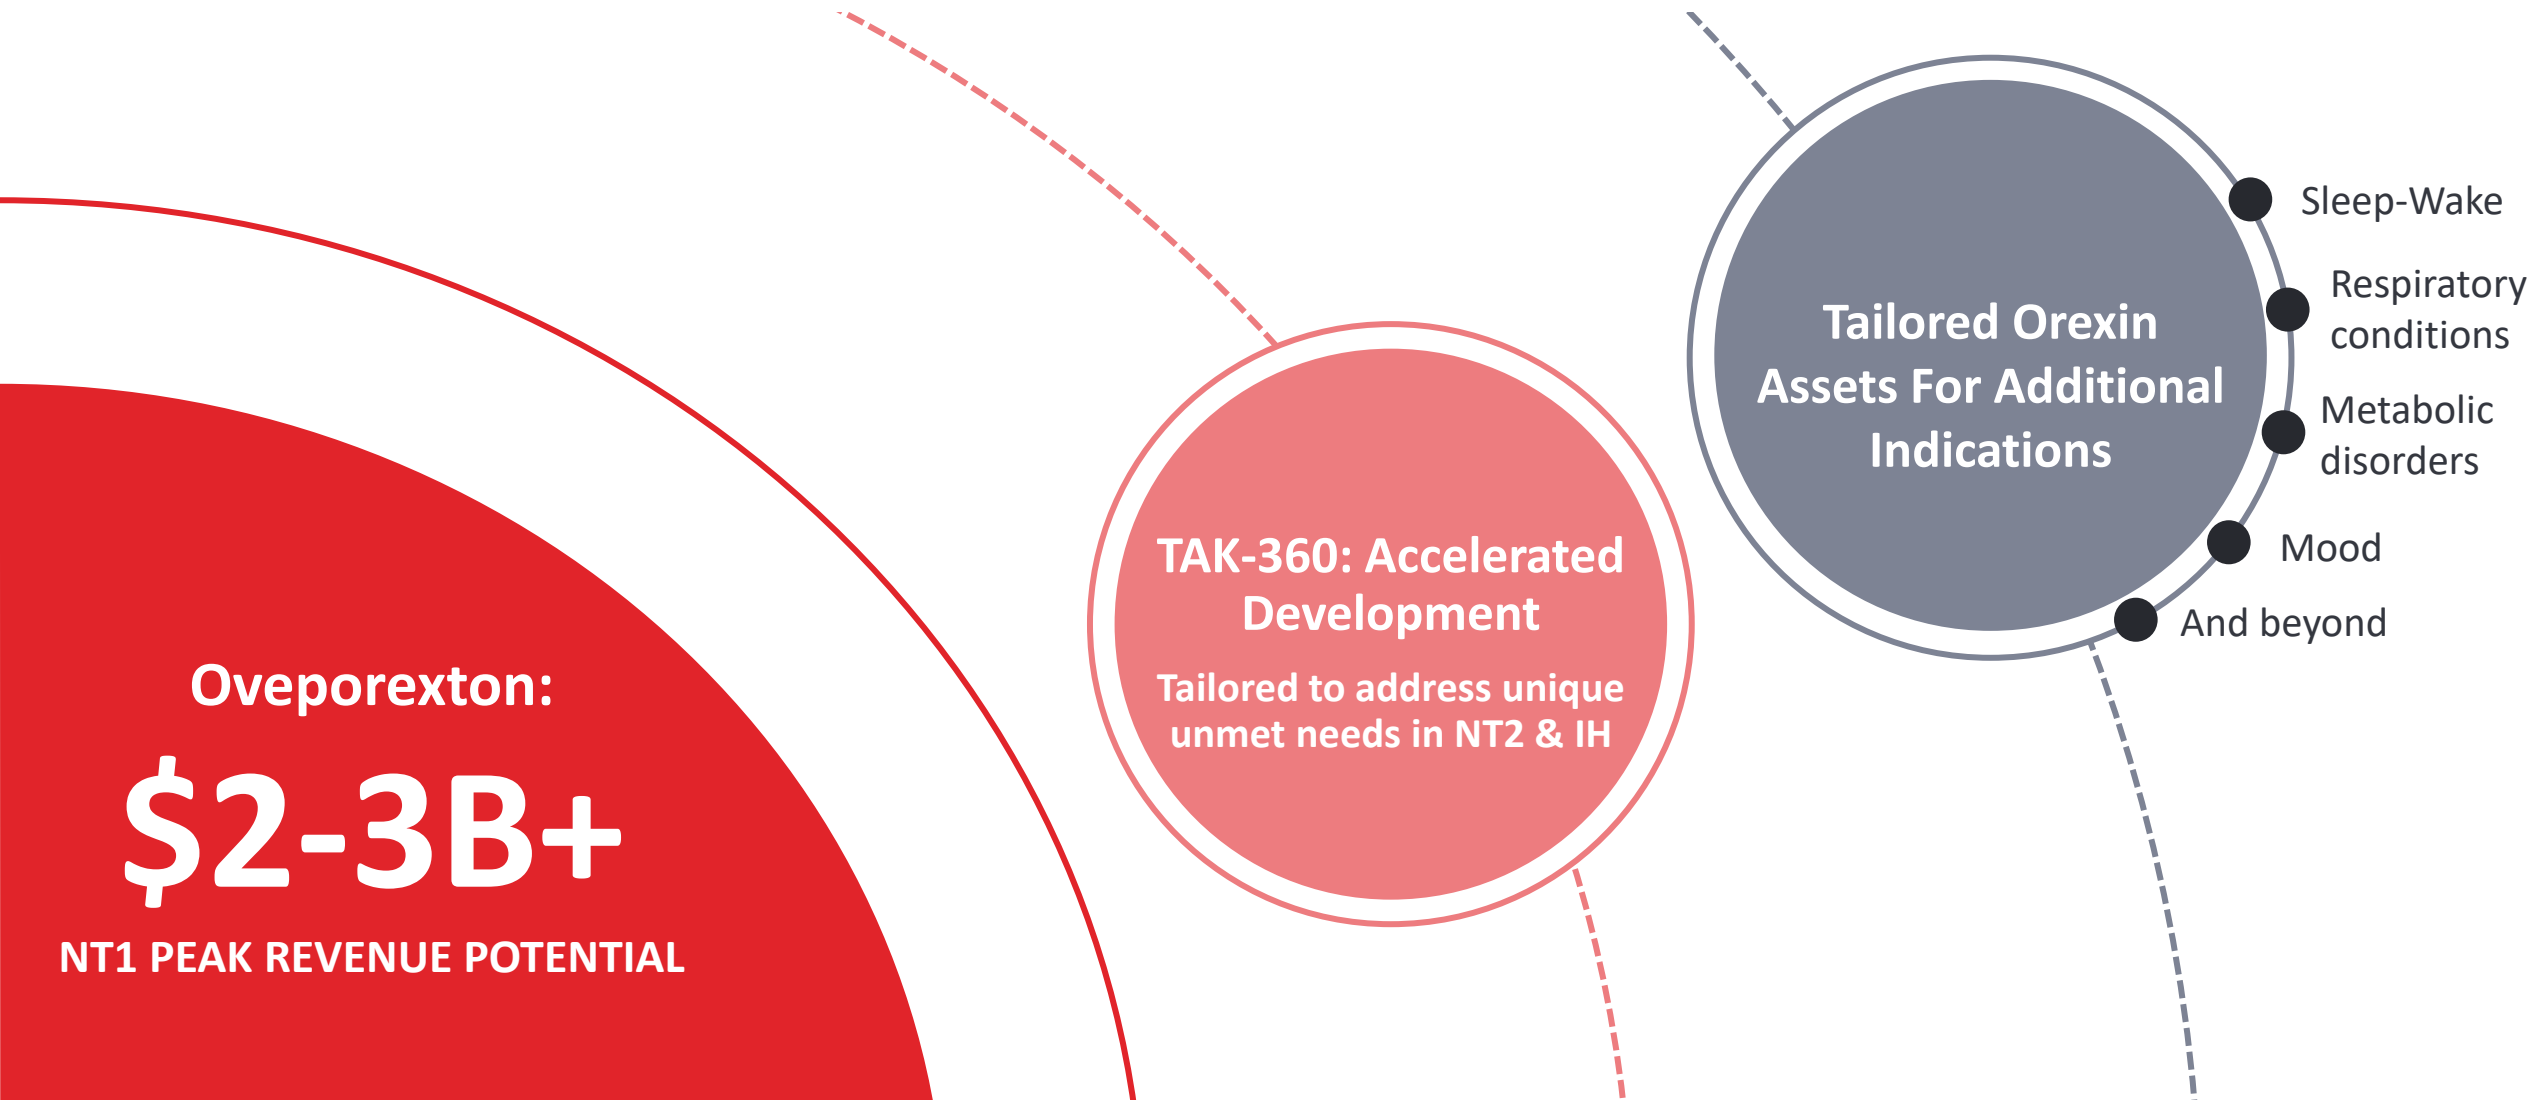 Oveporexton:
$2-3B+
NT1 PEAK REVENUE POTENTIAL
TAK-360: Accelerated
Development
Tailored to address unique
unmet needs in NT2 & IH
Tailored Orexin
Assets For Additional
Indications
Sleep-Wake
Respiratory
conditions
Metabolic
disorders
Mood
And beyond